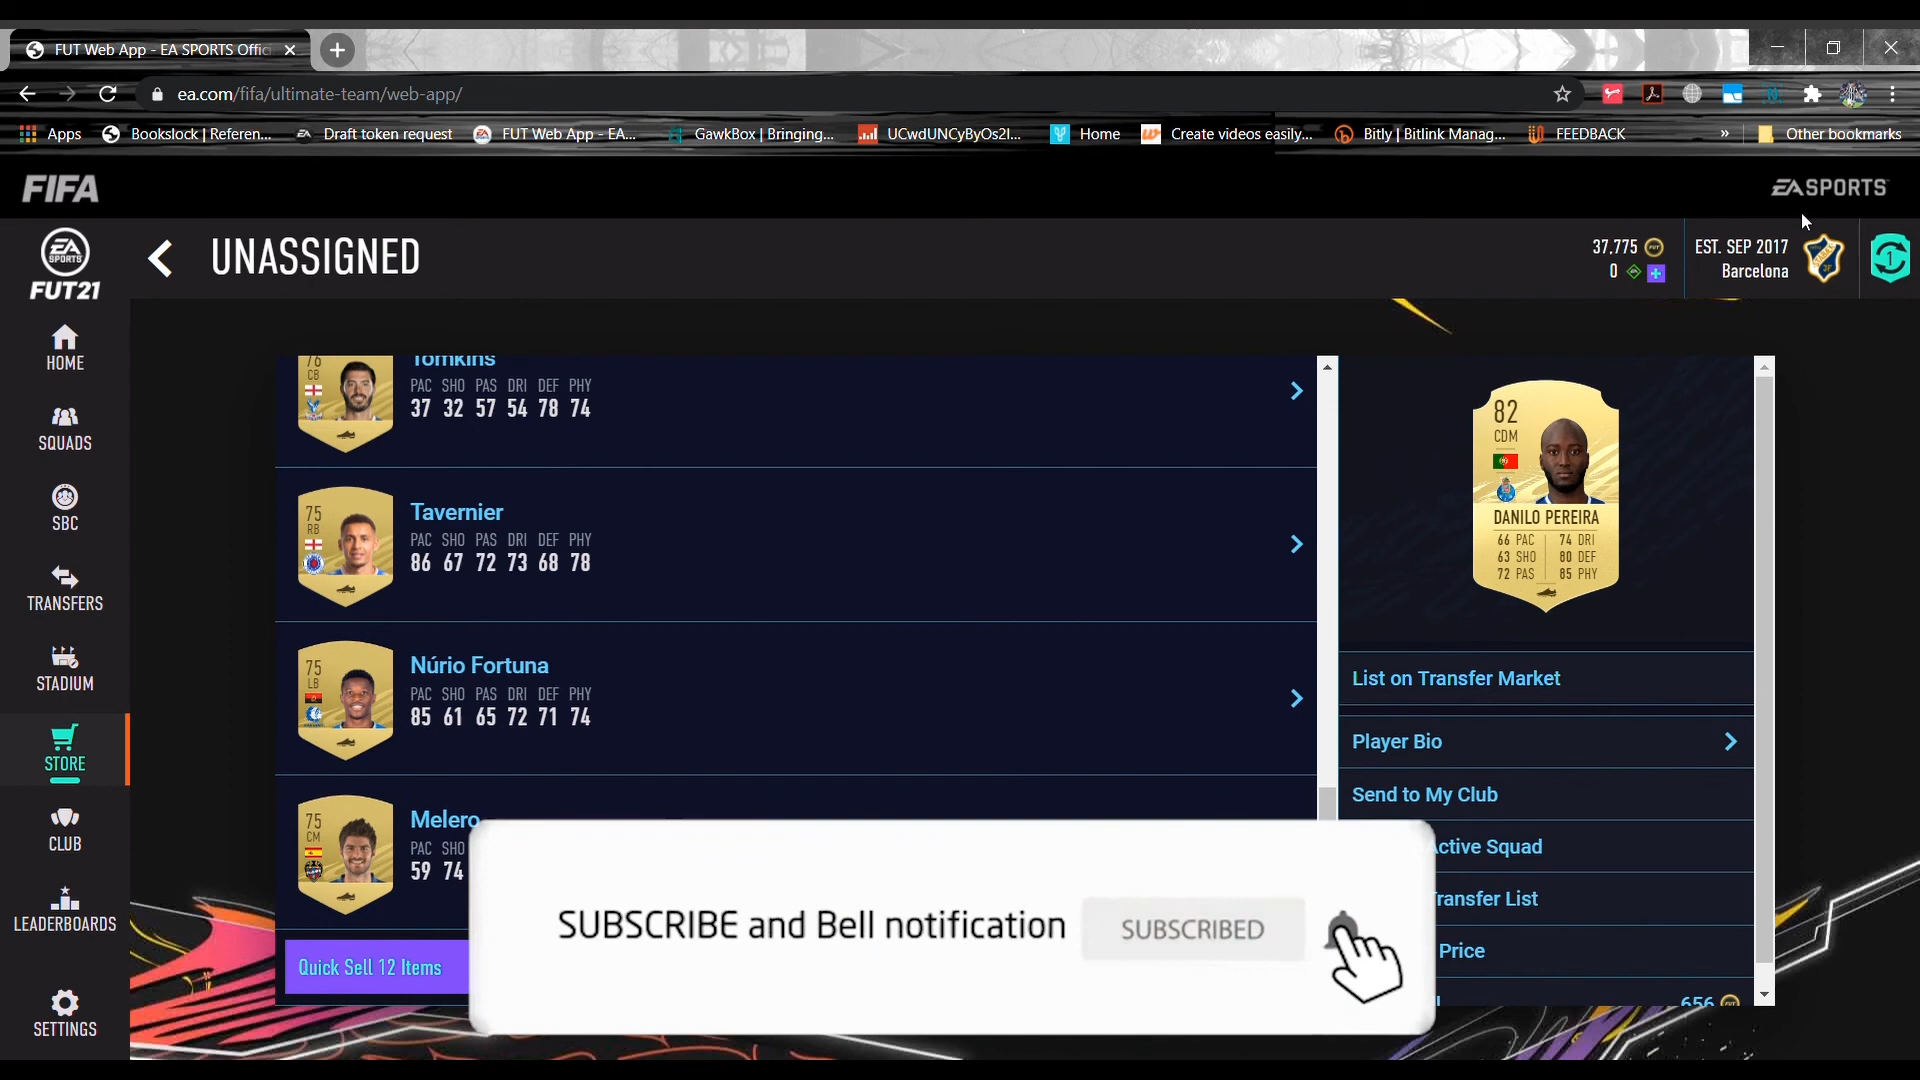 FUT Web App - EA SPORTS Offic
ea.com/fifa/ultimate-team/web-app/
Apps
Bookslock | Referen...
Draft token request
FUT Web App - EA...
GawkBox | Bringing...
UCwdUNCyByOs2l...
Home
Create videos easily...
Bitly | Bitlink Manag...
FEEDBACK
»
Other bookmarks
FIFA
EA SPORTS
EA SPORTS
FUT21
UNASSIGNED
37,775
0
EST. SEP 2017
Barcelona
1
HOME
SQUADS
SBC
TRANSFERS
STADIUM
STORE
CLUB
LEADERBOARDS
SETTINGS
76
CB
Tomkins
PAC SHO PAS DRI DEF PHY
37 32 57 54 78 74
75
RB
Tavernier
PAC SHO PAS DRI DEF PHY
86 67 72 73 68 78
75
LB
Núrio Fortuna
PAC SHO PAS DRI DEF PHY
85 61 65 72 71 74
75
CM
Melero
PAC SHO
59 74
Quick Sell 12 Items
82
CDM
DANILO PEREIRA
66 PAC 74 DRI
63 SHO 80 DEF
72 PAS 85 PHY
List on Transfer Market
Player Bio
Send to My Club
Active Squad
Transfer List
Price
656
SUBSCRIBE and Bell notification
SUBSCRIBED